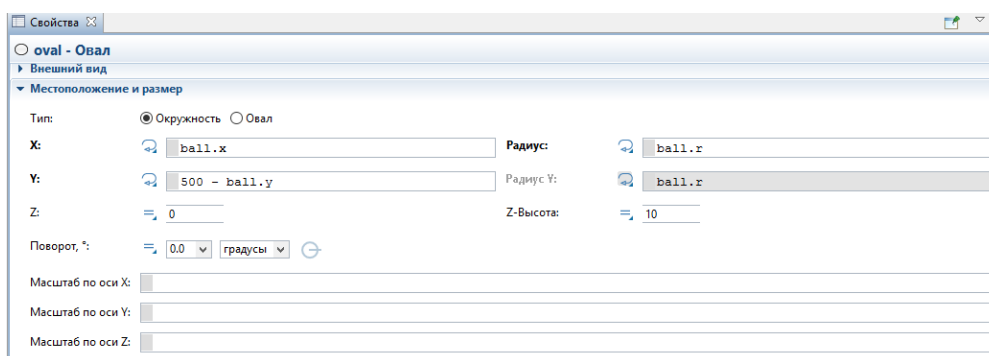 Свойства
oval - Овал
Внешний вид
Местоположение и размер
Тип: Окружность Овал
X: ball.x Радиус: ball.r
Y: 500 - ball.y Радиус Y: ball.r
Z: 0 Z-Высота: 10
Поворот, °: 0.0 градусы
Масштаб по оси X:
Масштаб по оси Y:
Масштаб по оси Z: